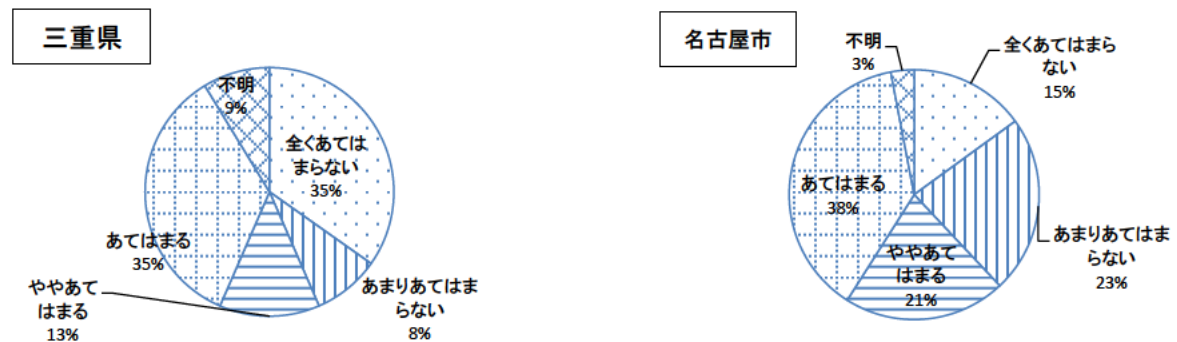 三重県
不明
9%
全くあては
まらない
35%
あてはまる
35%
ややあて
はまる
13%
あまりあてはま
らない
8%
名古屋市
不明
3%
全くあてはまら
ない
15%
あてはまる
38%
ややあて
はまる
21%
あまりあてはま
らない
23%